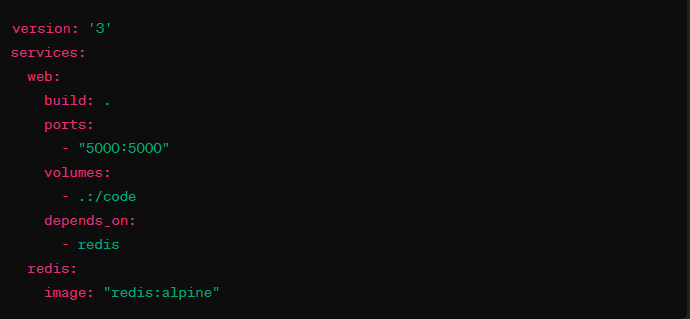 version: '3'
services:
  web:
    build: .
    ports:
      - "5000:5000"
    volumes:
      - .:/code
    depends_on:
      - redis
  redis:
    image: "redis:alpine"